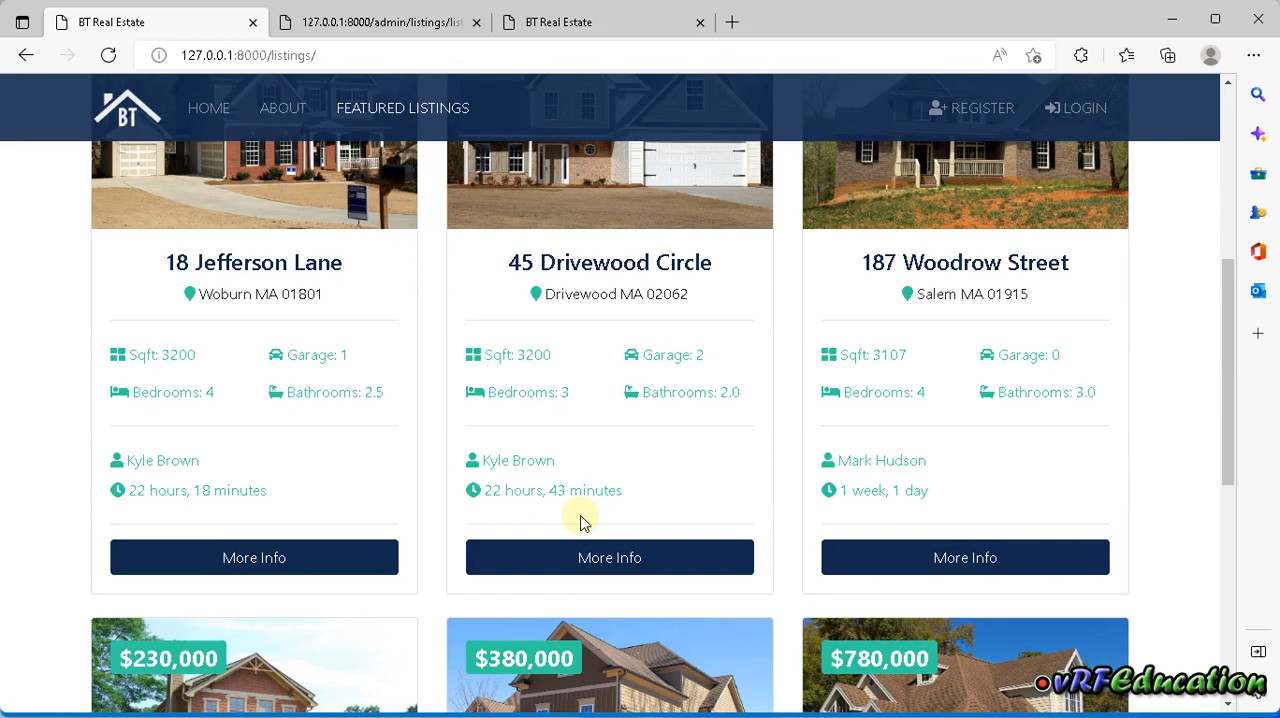 BT Real Estate
127.0.0.1:8000/admin/listings/list
BT Real Estate
127.0.0.1:8000/listings/
BT
HOME
ABOUT
FEATURED LISTINGS
REGISTER
LOGIN
18 Jefferson Lane
Woburn MA 01801
Sqft: 3200
Garage: 1
Bedrooms: 4
Bathrooms: 2.5
Kyle Brown
22 hours, 18 minutes
More Info
45 Drivewood Circle
Drivewood MA 02062
Sqft: 3200
Garage: 2
Bedrooms: 3
Bathrooms: 2.0
Kyle Brown
22 hours, 43 minutes
More Info
187 Woodrow Street
Salem MA 01915
Sqft: 3107
Garage: 0
Bedrooms: 4
Bathrooms: 3.0
Mark Hudson
1 week, 1 day
More Info
$230,000
$380,000
$780,000
vRFEducation